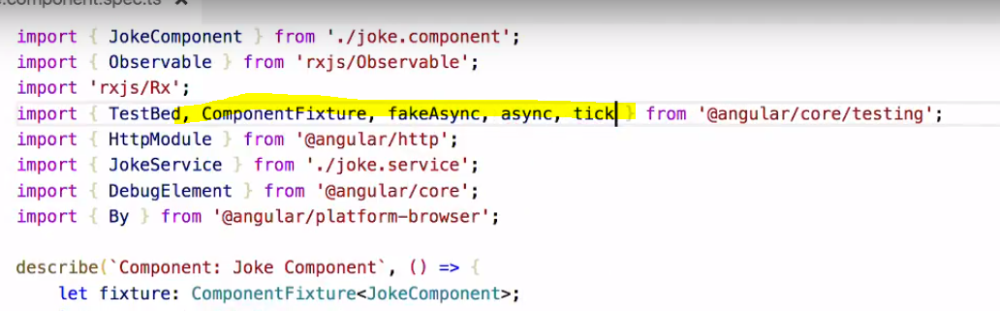 .component.spec.ts ×
import { JokeComponent } from './joke.component';
import { Observable } from 'rxjs/Observable';
import 'rxjs/Rx';
import { TestBed, ComponentFixture, fakeAsync, async, tick } from '@angular/core/testing';
import { HttpModule } from '@angular/http';
import { JokeService } from './joke.service';
import { DebugElement } from '@angular/core';
import { By } from '@angular/platform-browser';
describe(`Component: Joke Component`, () => {
let fixture: ComponentFixture<JokeComponent>;